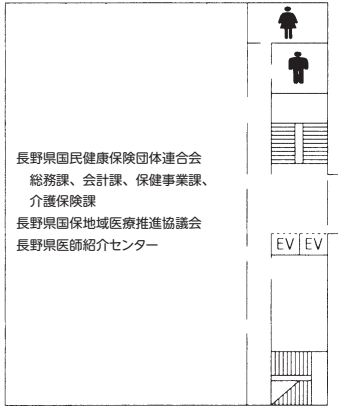 長野県国民健康保険団体連合会
総務課、会計課、保健事業課、
介護保険課
長野県国保地域医療推進協議会
長野県医師紹介センター
EV EV